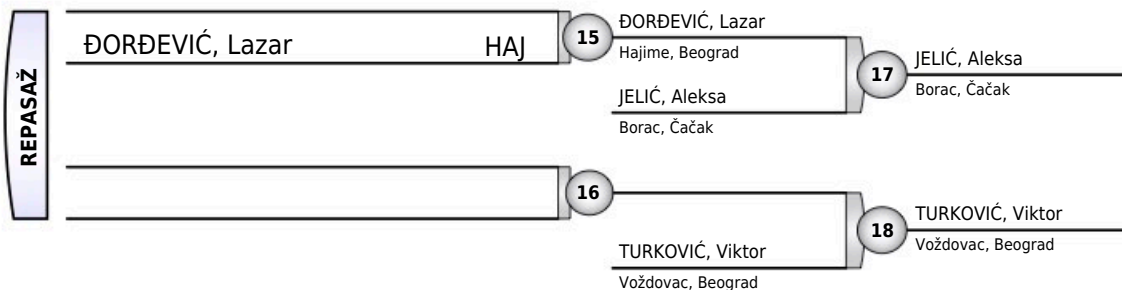 REPASAŽ
ĐORĐEVIĆ, Lazar HAJ
15
ĐORĐEVIĆ, Lazar
Hajime, Beograd
JELIĆ, Aleksa
Borac, Čačak
17
JELIĆ, Aleksa
Borac, Čačak
16
TURKOVIĆ, Viktor
Voždovac, Beograd
18
TURKOVIĆ, Viktor
Voždovac, Beograd